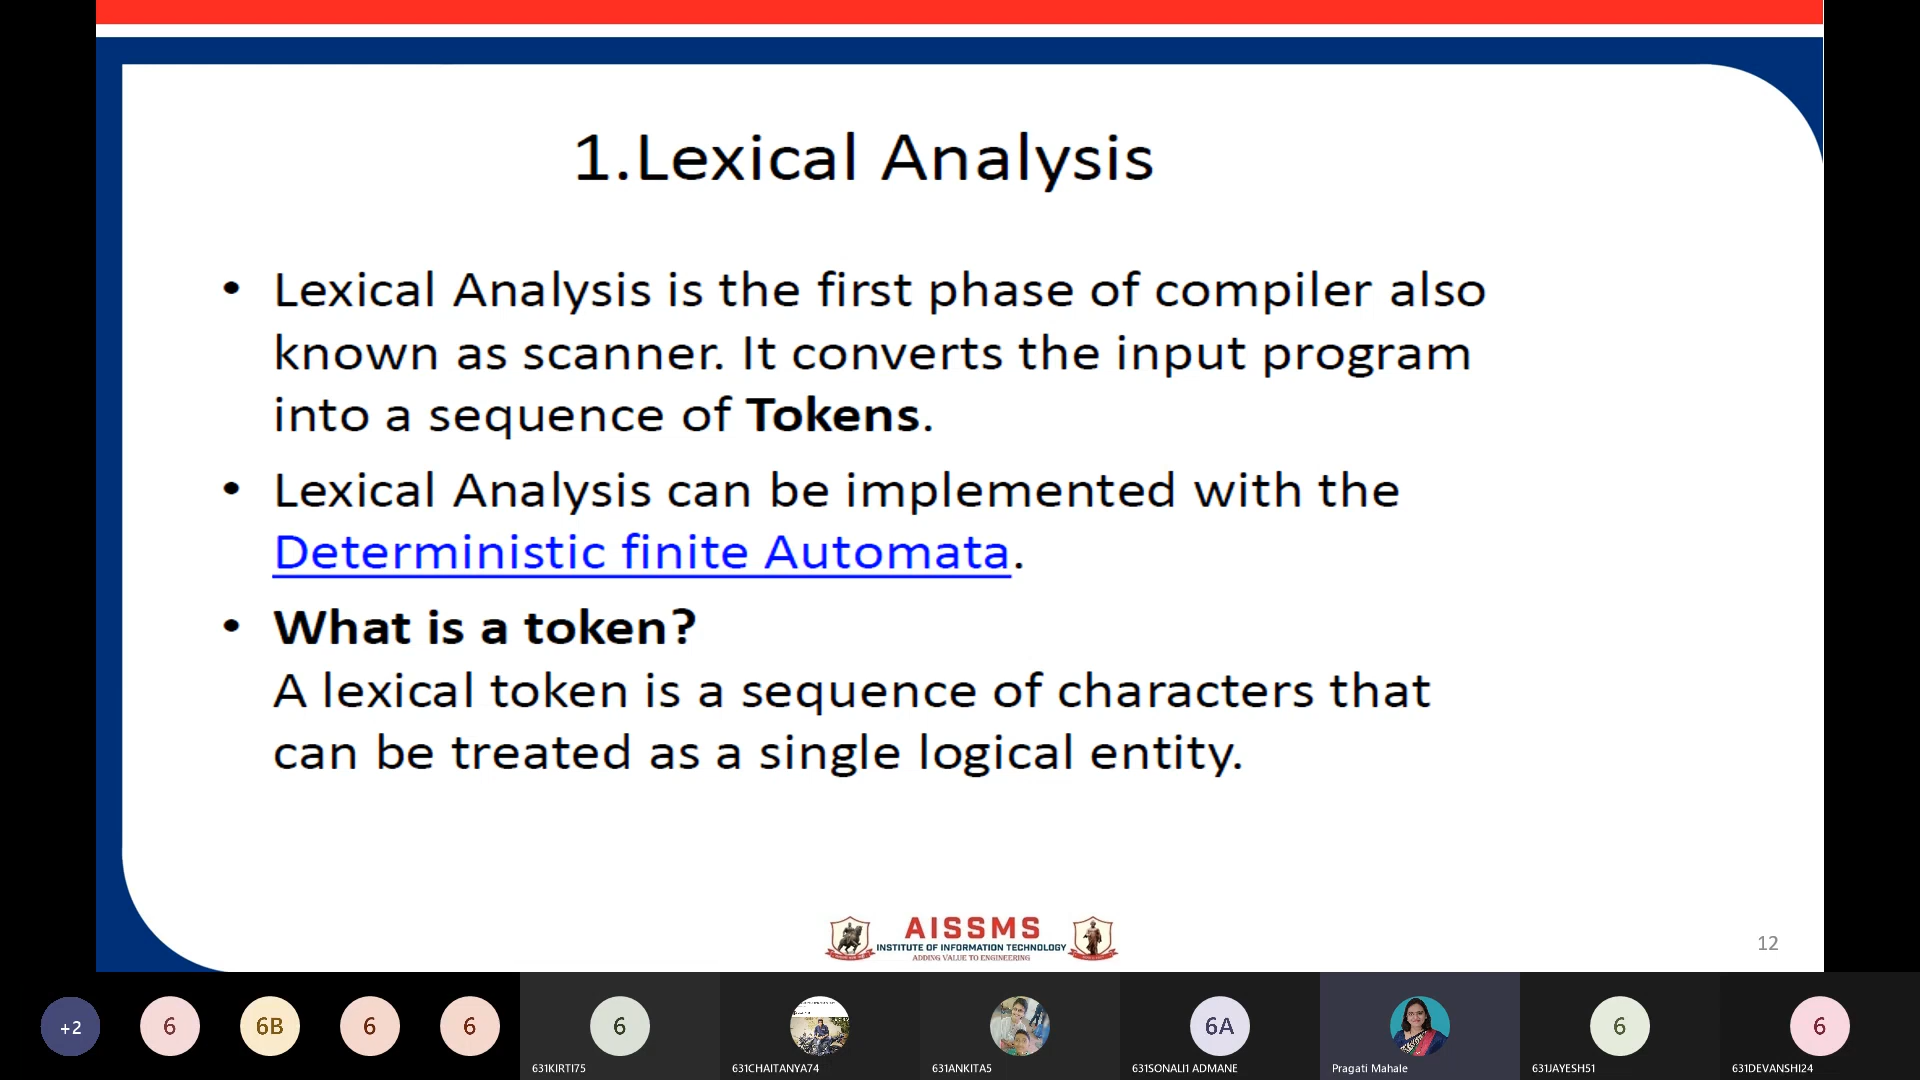 1.Lexical Analysis
• Lexical Analysis is the first phase of compiler also
known as scanner. It converts the input program
into a sequence of Tokens.
• Lexical Analysis can be implemented with the
Deterministic finite Automata.
• What is a token?
A lexical token is a sequence of characters that
can be treated as a single logical entity.
AISSMS
INSTITUTE OF INFORMATION TECHNOLOGY
ADDING VALUE TO ENGINEERING
12
+2
6
6B
6
6
6
6A
6
6
631KIRTI75
631CHAITANYA74
631ANKITA5
631SONALI1 ADMANE
Pragati Mahale
631JAYESH51
631DEVANSHI24